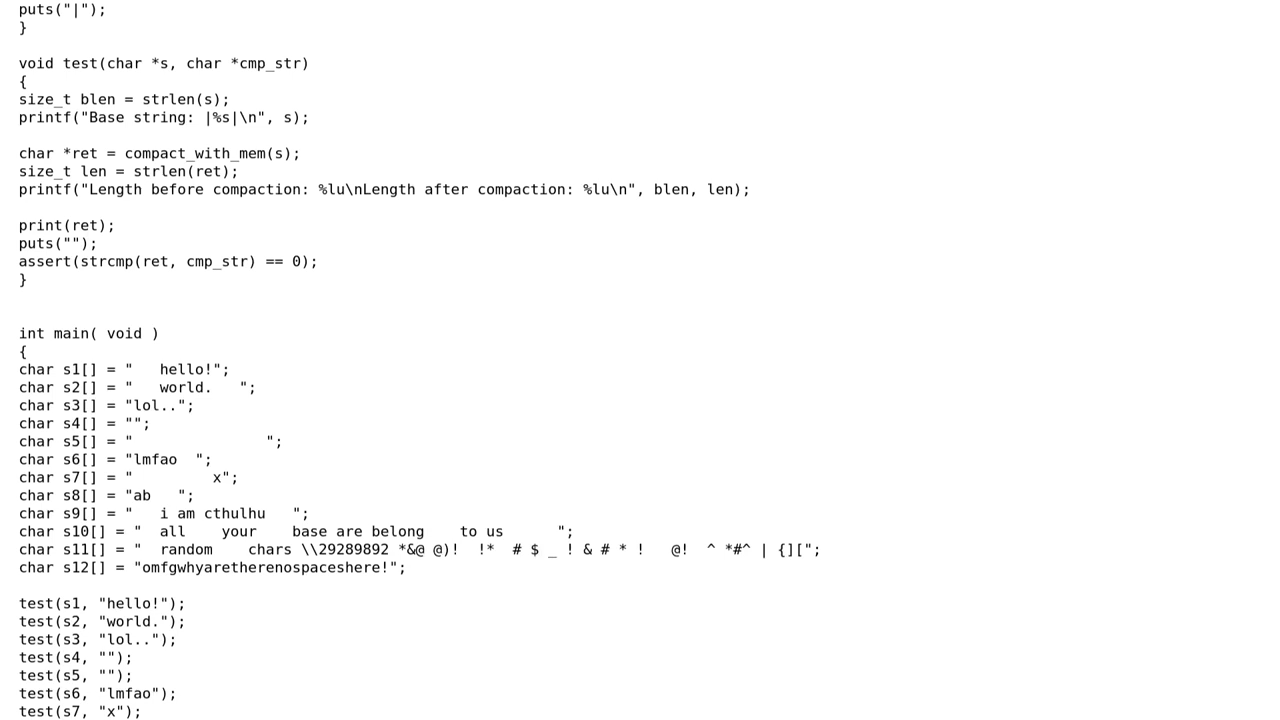 puts("|");
}

void test(char *s, char *cmp_str)
{
size_t blen = strlen(s);
printf("Base string: |%s|\n", s);

char *ret = compact_with_mem(s);
size_t len = strlen(ret);
printf("Length before compaction: %lu\nLength after compaction: %lu\n", blen, len);

print(ret);
puts("");
assert(strcmp(ret, cmp_str) == 0);
}


int main( void )
{
char s1[] = "   hello!";
char s2[] = "   world.   ";
char s3[] = "lol..";
char s4[] = "";
char s5[] = "               ";
char s6[] = "lmfao  ";
char s7[] = "         x";
char s8[] = "ab   ";
char s9[] = "   i am cthulhu   ";
char s10[] = "  all    your    base are belong    to us      ";
char s11[] = "  random    chars \\29289892 *&@ @)!  !*  # $ _ ! & # * !   @!  ^ *#^ | {}[";
char s12[] = "omfgwhyaretherenospaceshere!";

test(s1, "hello!");
test(s2, "world.");
test(s3, "lol..");
test(s4, "");
test(s5, "");
test(s6, "lmfao");
test(s7, "x");